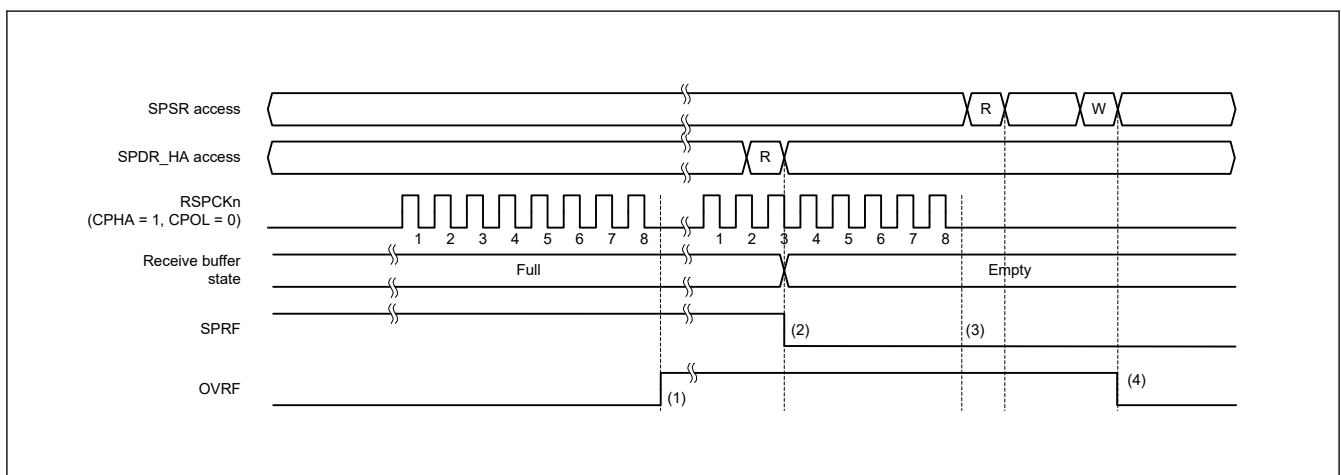 SPSR access
R
W
SPDR_HA access
R
RSPCKn
(CPHA = 1, CPOL = 0)
1 2 3 4 5 6 7 8 1 2 3 4 5 6 7 8
Receive buffer
state
Full
Empty
SPRF
(2)
(3)
OVRF
(1)
(4)